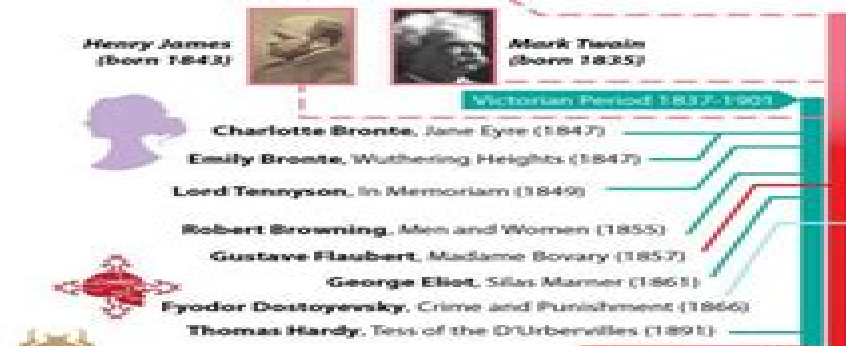 Henry James
(born 1843)
Mark Twain
(born 1835)
Victorian Period 1837-1901
Charlotte Bronte, Jane Eyre (1847)
Emily Bronte, Wuthering Heights (1847)
Lord Tennyson, In Memoriam (1849)
Robert Browning, Men and Women (1855)
Gustave Flaubert, Madame Bovary (1857)
George Eliot, Silas Marner (1861)
Fyodor Dostoyevsky, Crime and Punishment (1866)
Thomas Hardy, Tess of the D'Urbervilles (1891)